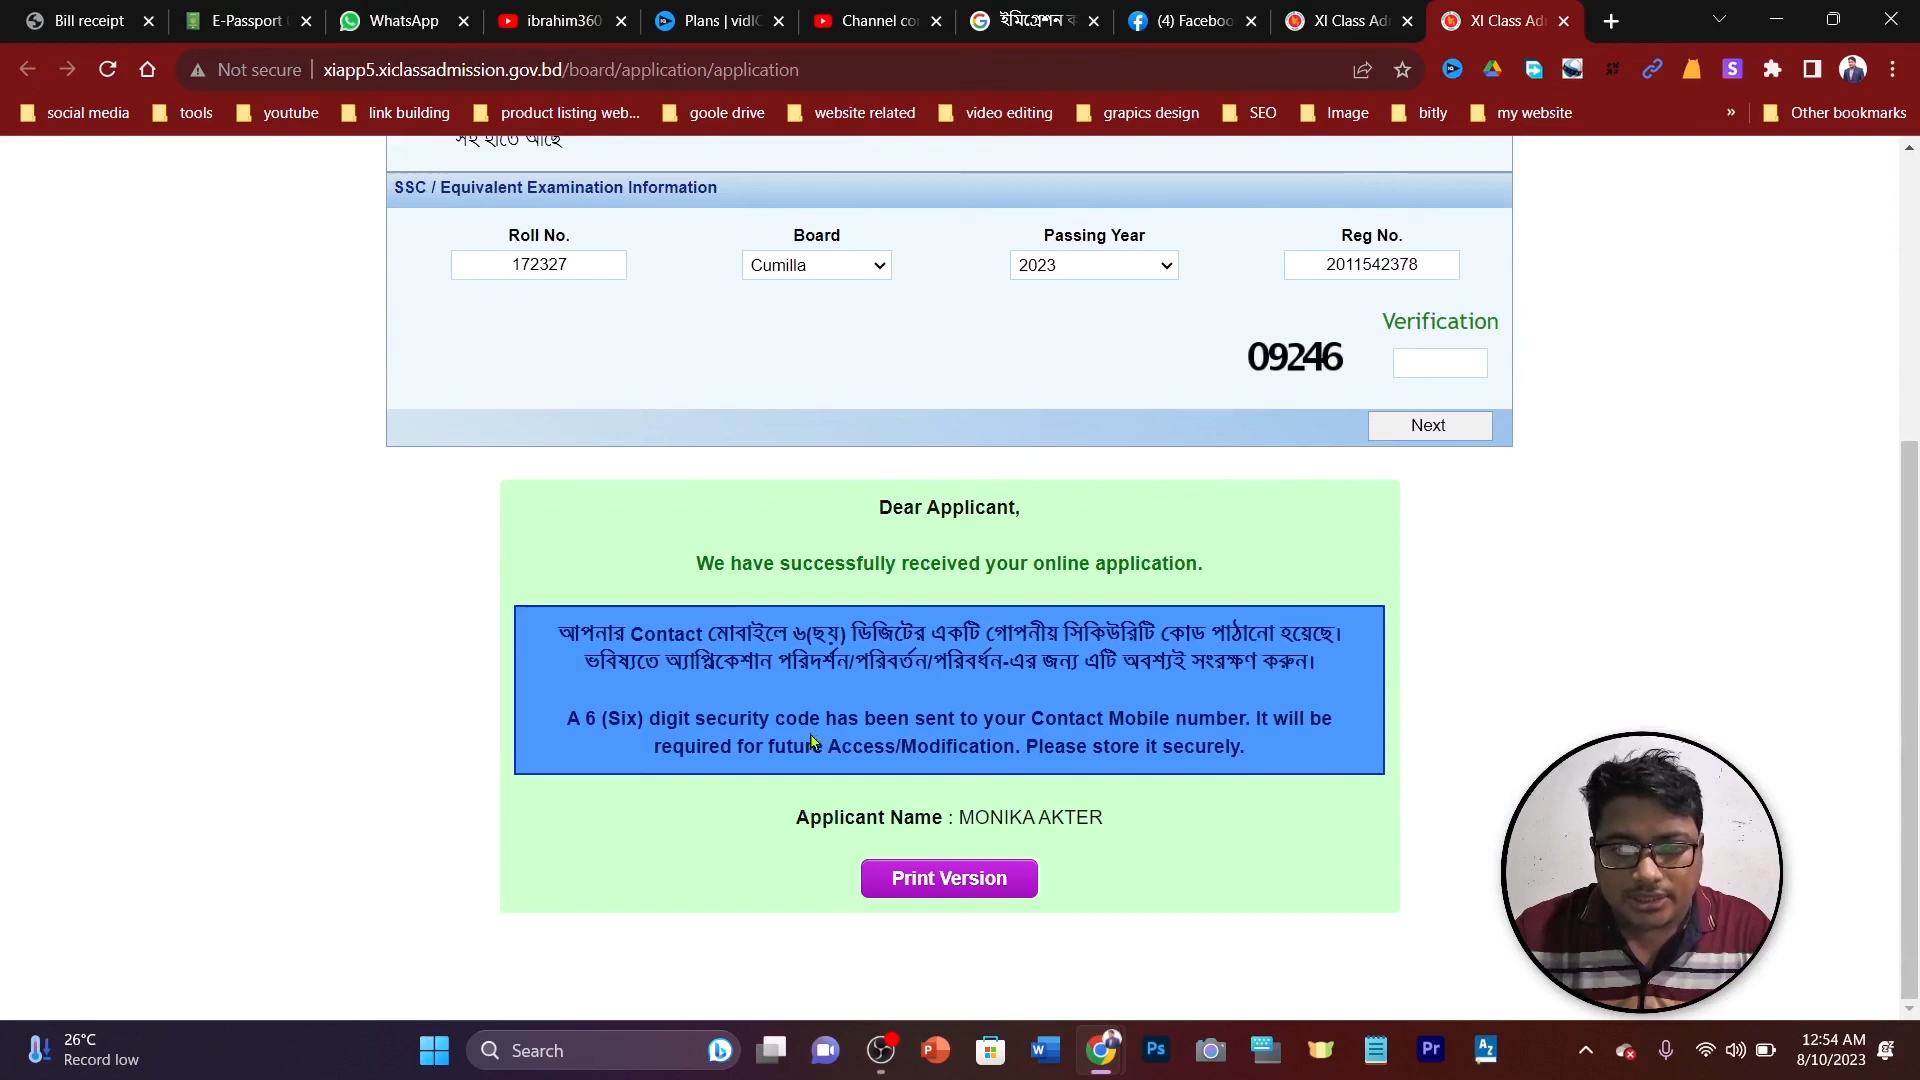 Bill receipt
E-Passport
WhatsApp
ibrahim360
Plans | vidIQ
Channel co
ইমিগ্রেশন ক
(4) Faceboo
XI Class Ad
XI Class Ad
Not secure
xiapp5.xiclassadmission.gov.bd/board/application/application
social media
tools
youtube
link building
product listing web...
goole drive
website related
video editing
grapics design
SEO
Image
bitly
my website
»
Other bookmarks
সহ হাতে আছে
SSC / Equivalent Examination Information
Roll No. Board Passing Year Reg No.
172327 Cumilla 2023 2011542378
Verification
09246
Next
Dear Applicant,
We have successfully received your online application.
আপনার Contact মোবাইলে ৬(ছয়) ডিজিটের একটি গোপনীয় সিকিউরিটি কোড পাঠানো হয়েছে।
ভবিষ্যতে অ্যাপ্লিকেশান পরিদর্শন/পরিবর্তন/পরিবর্ধন-এর জন্য এটি অবশ্যই সংরক্ষণ করুন।
A 6 (Six) digit security code has been sent to your Contact Mobile number. It will be
required for future Access/Modification. Please store it securely.
Applicant Name : MONIKA AKTER
Print Version
26°C
Record low
Search
12:54 AM
8/10/2023